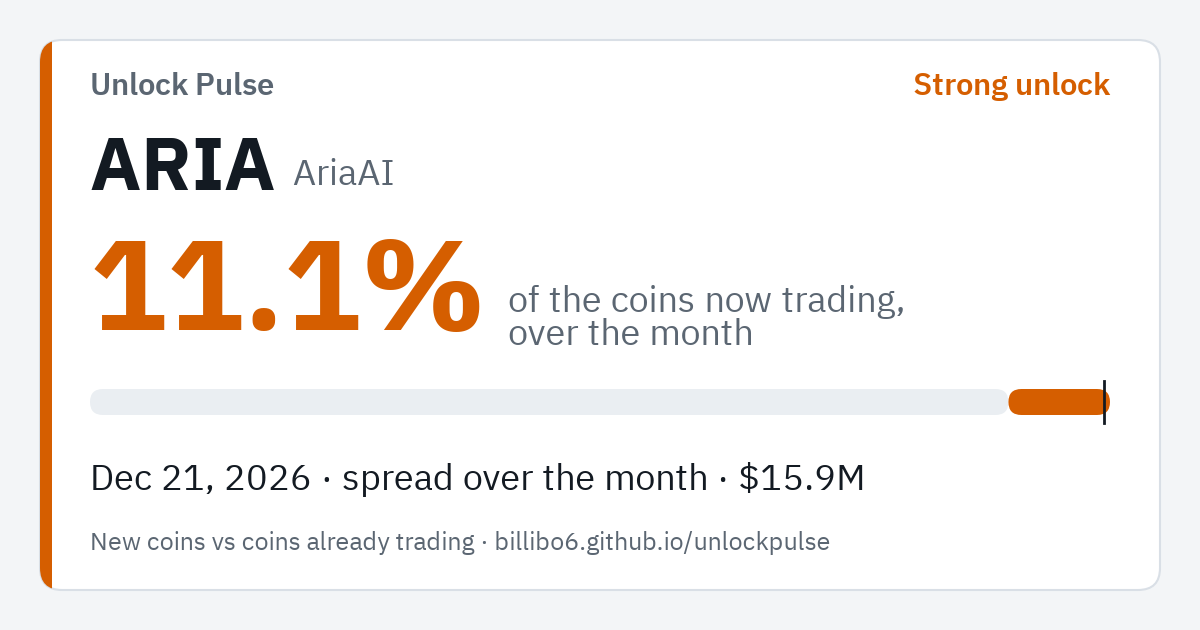 Unlock Pulse
Strong unlock
ARIA AriaAI
11.1% of the coins now trading,
over the month
Dec 21, 2026 · spread over the month · $15.9M
New coins vs coins already trading · billibo6.github.io/unlockpulse